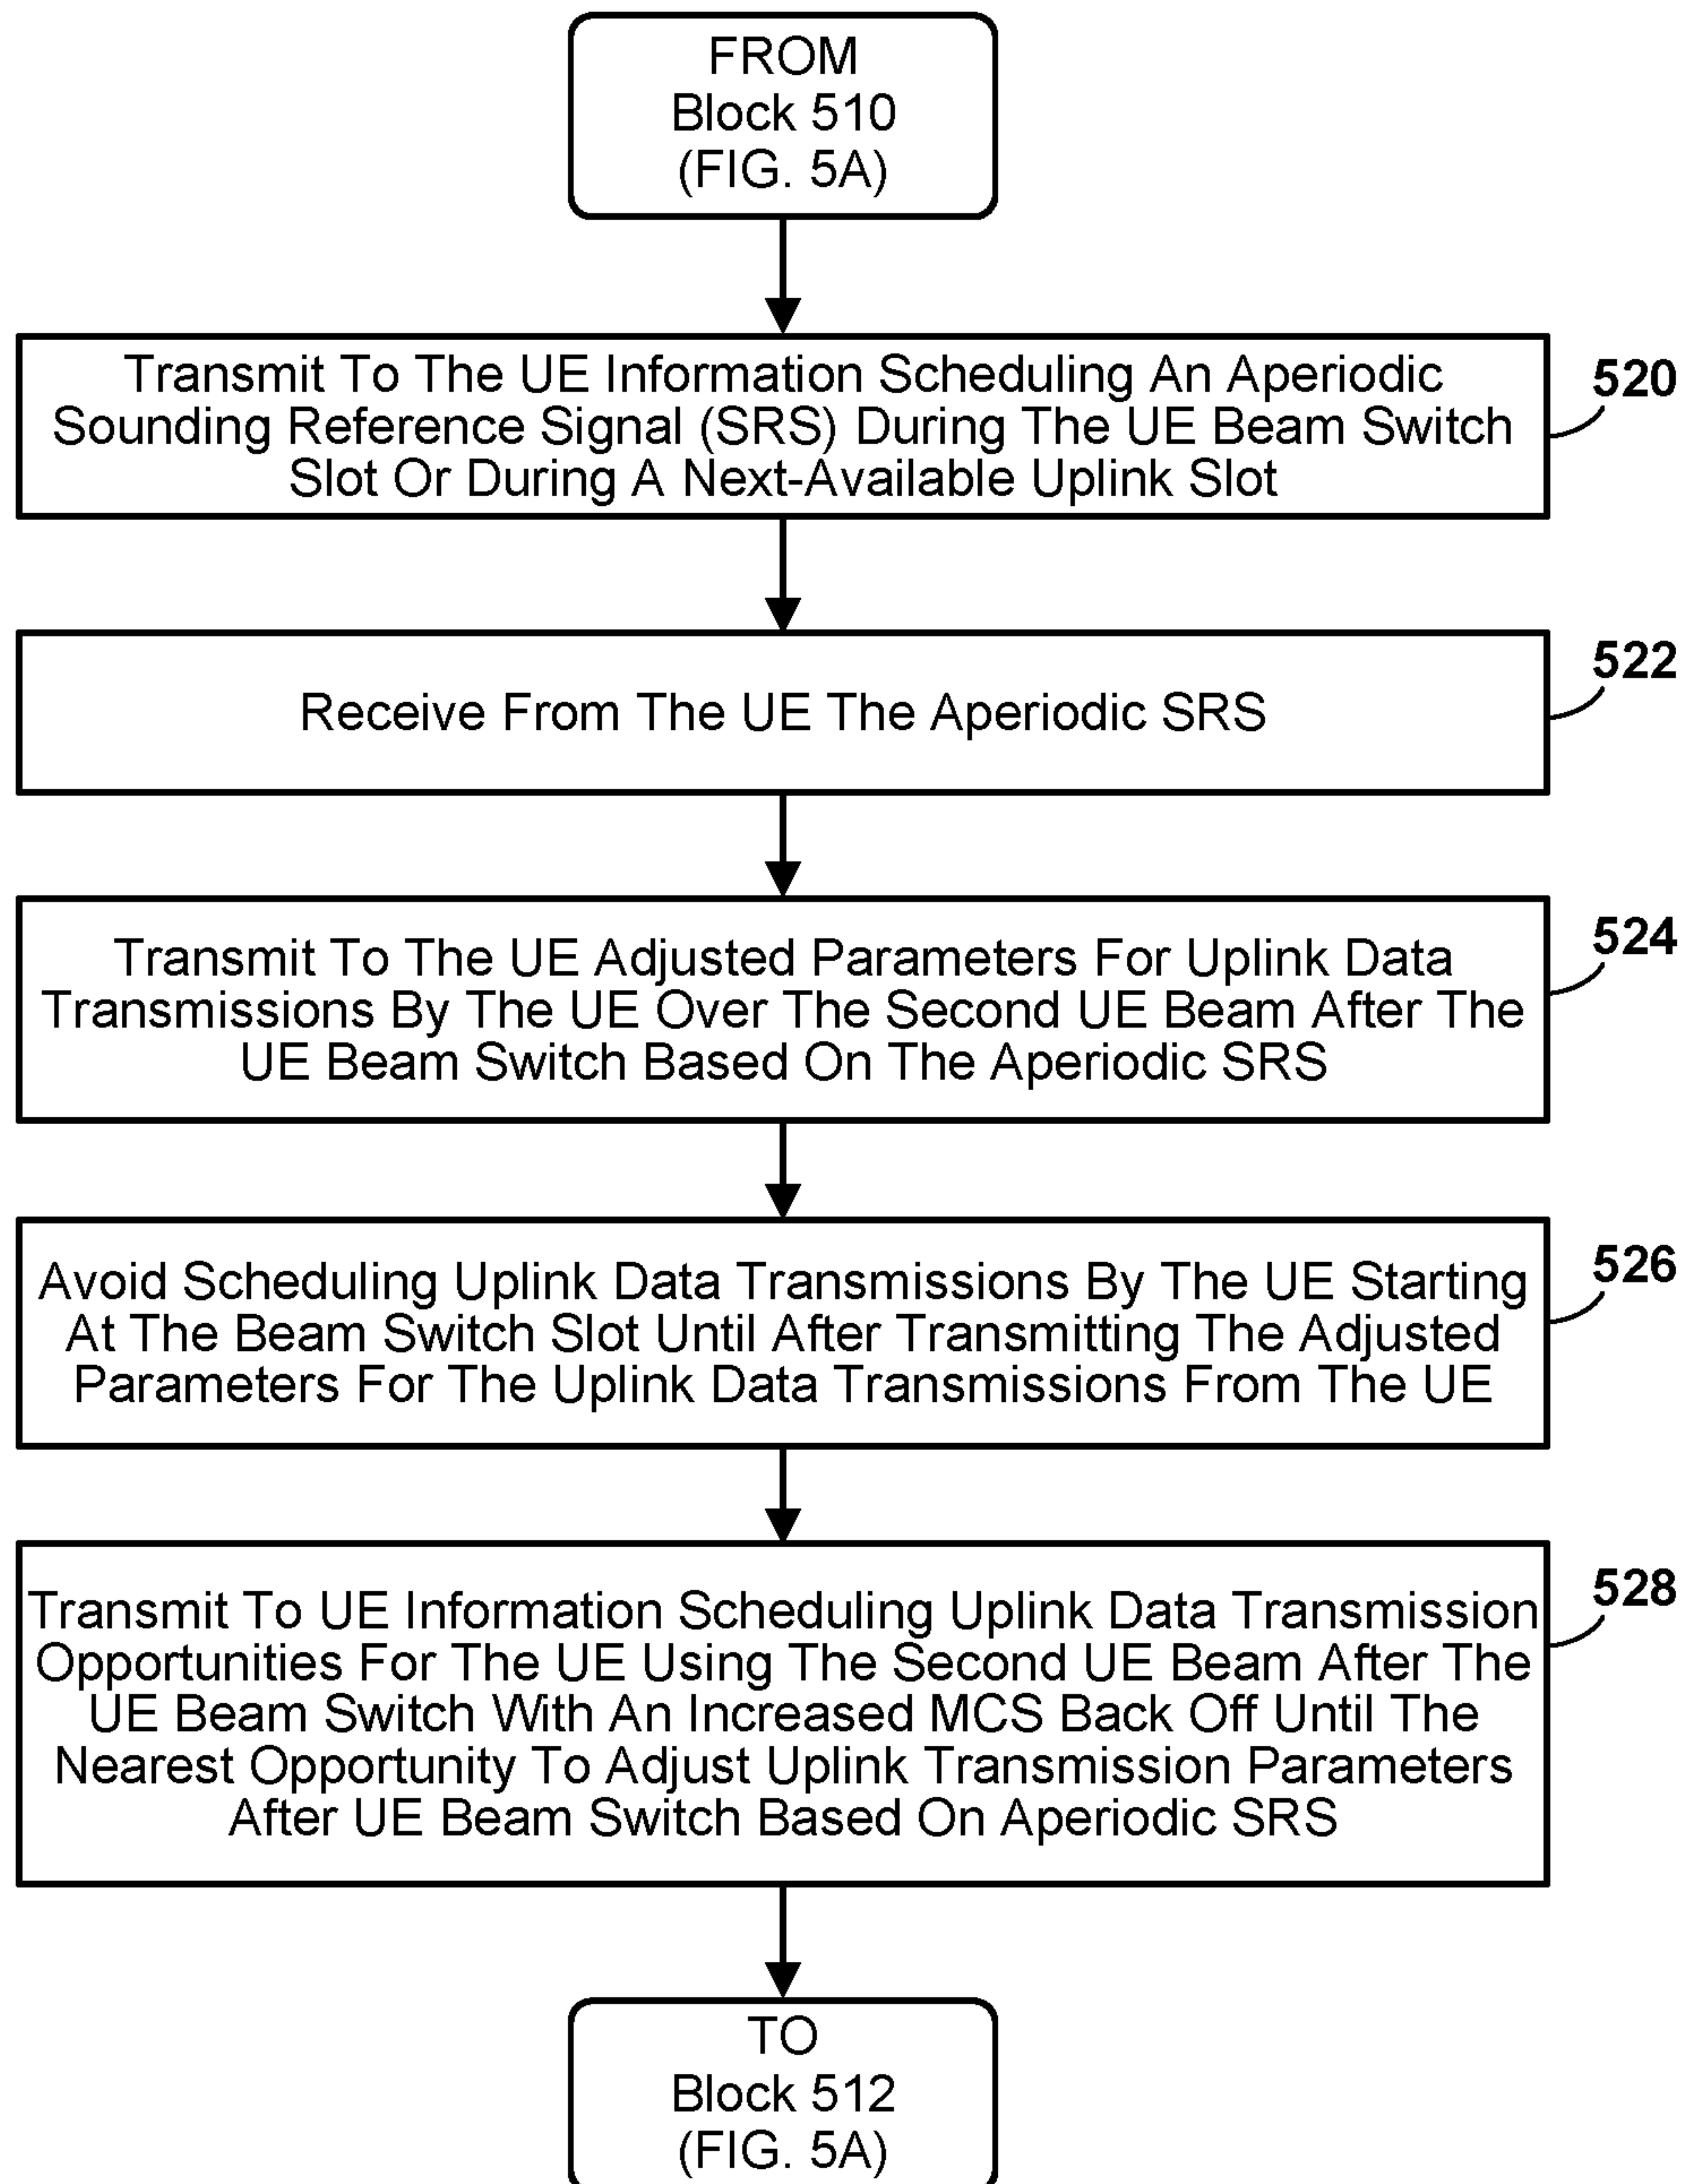 FROM
Block 510
(FIG. 5A)
Transmit To The UE Information Scheduling An Aperiodic
Sounding Reference Signal (SRS) During The UE Beam Switch
Slot Or During A Next-Available Uplink Slot
520
Receive From The UE The Aperiodic SRS
522
Transmit To The UE Adjusted Parameters For Uplink Data
Transmissions By The UE Over The Second UE Beam After The
UE Beam Switch Based On The Aperiodic SRS
524
Avoid Scheduling Uplink Data Transmissions By The UE Starting
At The Beam Switch Slot Until After Transmitting The Adjusted
Parameters For The Uplink Data Transmissions From The UE
526
Transmit To UE Information Scheduling Uplink Data Transmission
Opportunities For The UE Using The Second UE Beam After The
UE Beam Switch With An Increased MCS Back Off Until The
Nearest Opportunity To Adjust Uplink Transmission Parameters
After UE Beam Switch Based On Aperiodic SRS
528
TO
Block 512
(FIG. 5A)